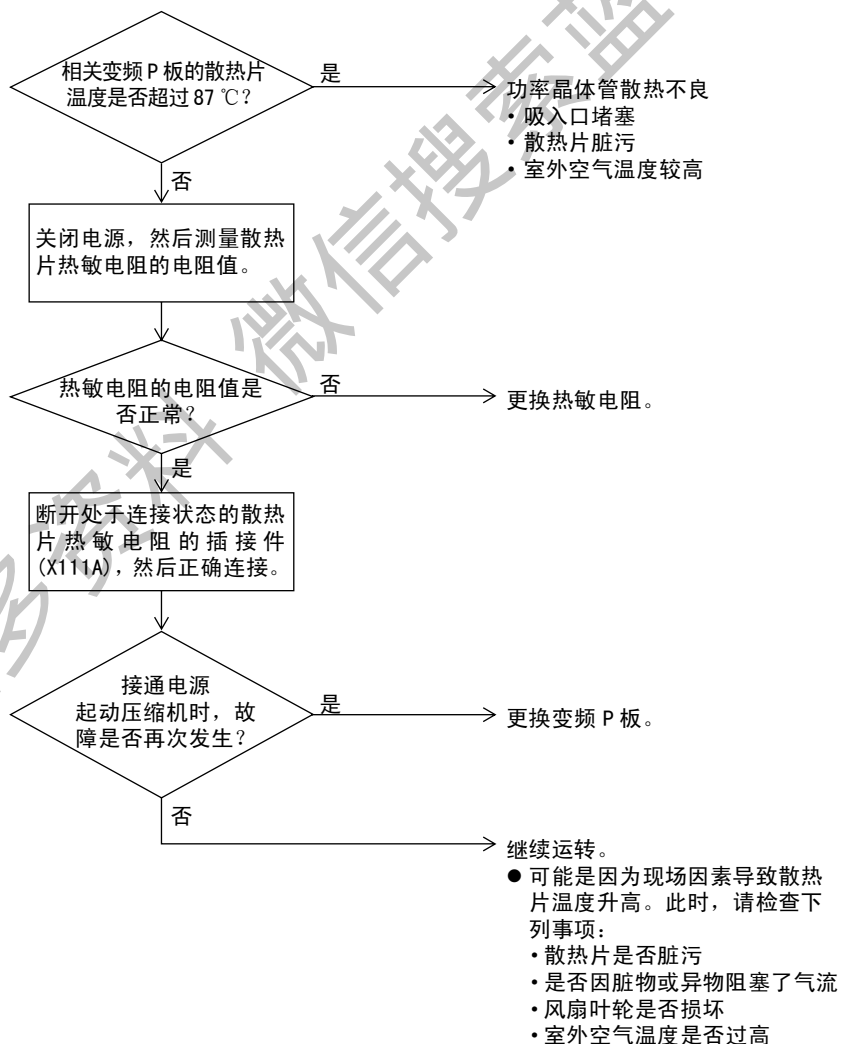 相关变频 P 板的散热片
温度是否超过 87 ℃?
是
功率晶体管散热不良
• 吸入口堵塞
• 散热片脏污
• 室外空气温度较高
否
关闭电源，然后测量散热
片热敏电阻的电阻值。
热敏电阻的电阻值是
否正常?
否
更换热敏电阻。
是
断开处于连接状态的散热
片热敏电阻的插接件
(X111A)，然后正确连接。
接通电源
起动压缩机时，故
障是否再次发生?
是
更换变频 P 板。
否
继续运转。
● 可能是因为现场因素导致散热
片温度升高。此时，请检查下
列事项:
• 散热片是否脏污
• 是否因脏物或异物阻塞了气流
• 风扇叶轮是否损坏
• 室外空气温度是否过高
多资料 微信搜索蓝